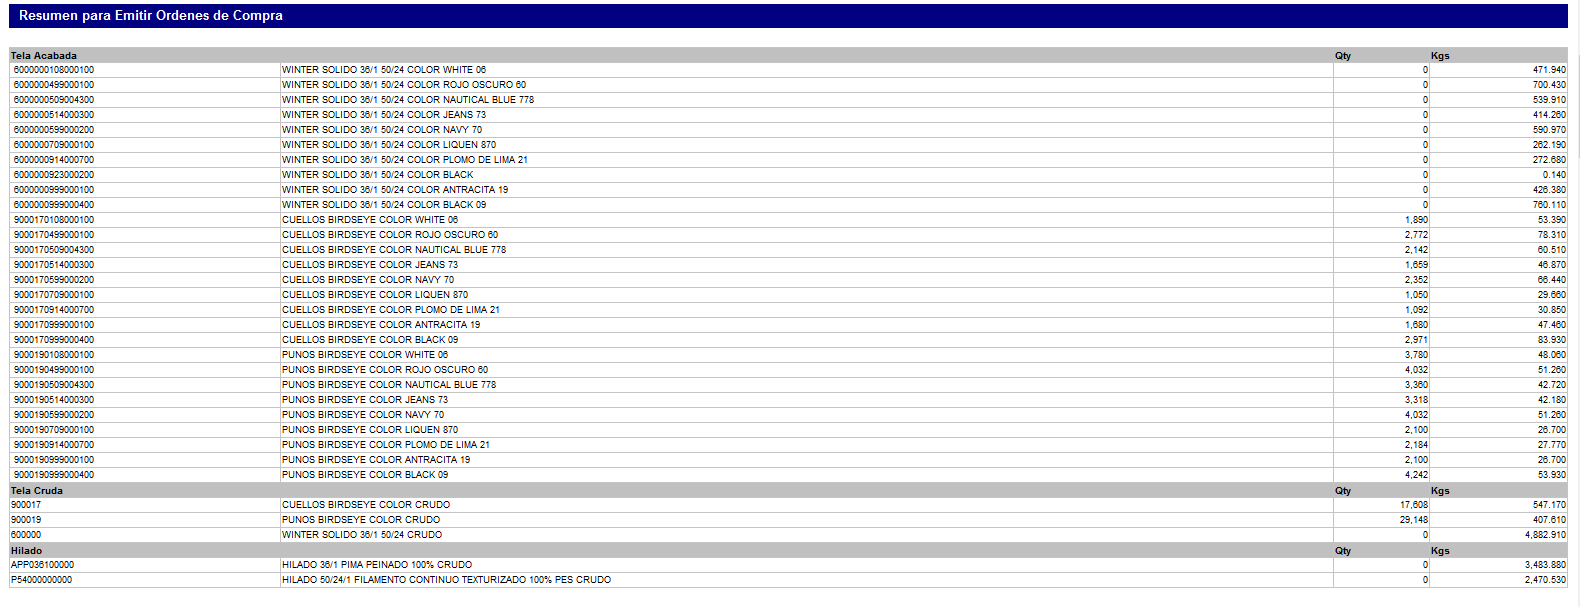 Resumen para Emitir Ordenes de Compra
Tela Acabada Qty Kgs
6000000108000100 WINTER SOLIDO 36/1 50/24 COLOR WHITE 06 0 471.940
6000000499000100 WINTER SOLIDO 36/1 50/24 COLOR ROJO OSCURO 60 0 700.430
6000000509004300 WINTER SOLIDO 36/1 50/24 COLOR NAUTICAL BLUE 778 0 539.910
6000000514000300 WINTER SOLIDO 36/1 50/24 COLOR JEANS 73 0 414.260
6000000599000200 WINTER SOLIDO 36/1 50/24 COLOR NAVY 70 0 590.970
6000000709000100 WINTER SOLIDO 36/1 50/24 COLOR LIQUEN 870 0 262.190
6000000914000700 WINTER SOLIDO 36/1 50/24 COLOR PLOMO DE LIMA 21 0 272.680
6000000923000200 WINTER SOLIDO 36/1 50/24 COLOR BLACK 0 0.140
6000000999000100 WINTER SOLIDO 36/1 50/24 COLOR ANTRACITA 19 0 426.380
6000000999000400 WINTER SOLIDO 36/1 50/24 COLOR BLACK 09 0 760.110
9000170108000100 CUELLOS BIRDSEYE COLOR WHITE 06 1,890 53.390
9000170499000100 CUELLOS BIRDSEYE COLOR ROJO OSCURO 60 2,772 78.310
9000170509004300 CUELLOS BIRDSEYE COLOR NAUTICAL BLUE 778 2,142 60.510
9000170514000300 CUELLOS BIRDSEYE COLOR JEANS 73 1,659 46.870
9000170599000200 CUELLOS BIRDSEYE COLOR NAVY 70 2,352 66.440
9000170709000100 CUELLOS BIRDSEYE COLOR LIQUEN 870 1,050 29.660
9000170914000700 CUELLOS BIRDSEYE COLOR PLOMO DE LIMA 21 1,092 30.850
9000170999000100 CUELLOS BIRDSEYE COLOR ANTRACITA 19 1,680 47.460
9000170999000400 CUELLOS BIRDSEYE COLOR BLACK 09 2,971 83.930
9000190108000100 PUNOS BIRDSEYE COLOR WHITE 06 3,780 48.060
9000190499000100 PUNOS BIRDSEYE COLOR ROJO OSCURO 60 4,032 51.260
9000190509004300 PUNOS BIRDSEYE COLOR NAUTICAL BLUE 778 3,360 42.720
9000190514000300 PUNOS BIRDSEYE COLOR JEANS 73 3,318 42.180
9000190599000200 PUNOS BIRDSEYE COLOR NAVY 70 4,032 51.260
9000190709000100 PUNOS BIRDSEYE COLOR LIQUEN 870 2,100 26.700
9000190914000700 PUNOS BIRDSEYE COLOR PLOMO DE LIMA 21 2,184 27.770
9000190999000100 PUNOS BIRDSEYE COLOR ANTRACITA 19 2,100 26.700
9000190999000400 PUNOS BIRDSEYE COLOR BLACK 09 4,242 53.930
Tela Cruda Qty Kgs
900017 CUELLOS BIRDSEYE COLOR CRUDO 17,608 547.170
900019 PUNOS BIRDSEYE COLOR CRUDO 29,148 407.610
600000 WINTER SOLIDO 36/1 50/24 CRUDO 0 4,882.910
Hilado Qty Kgs
APP036100000 HILADO 36/1 PIMA PEINADO 100% CRUDO 0 3,483.880
P54000000000 HILADO 50/24/1 FILAMENTO CONTINUO TEXTURIZADO 100% PES CRUDO 0 2,470.530